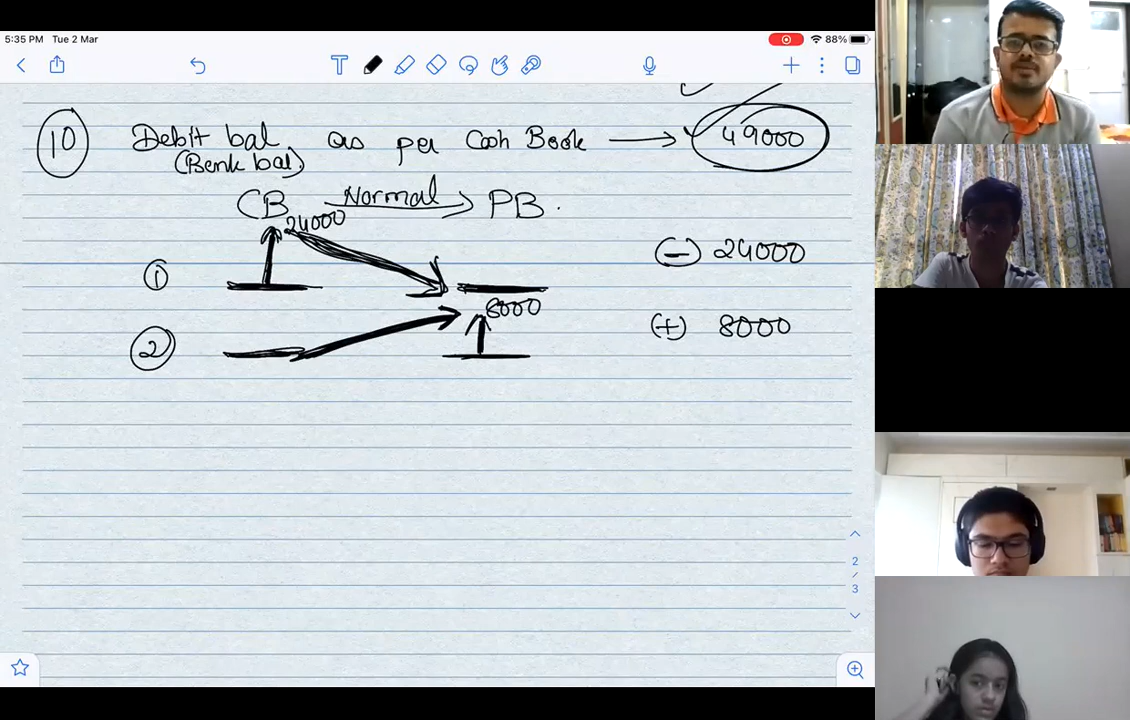 5:35 PM Tue 2 Mar
88%
T
10 Debit bal as per Cash Book → 49000
(Bank bal)
CB Normal → PB.
24000
① (-) 24000
8000
② (+) 8000
2
/
3